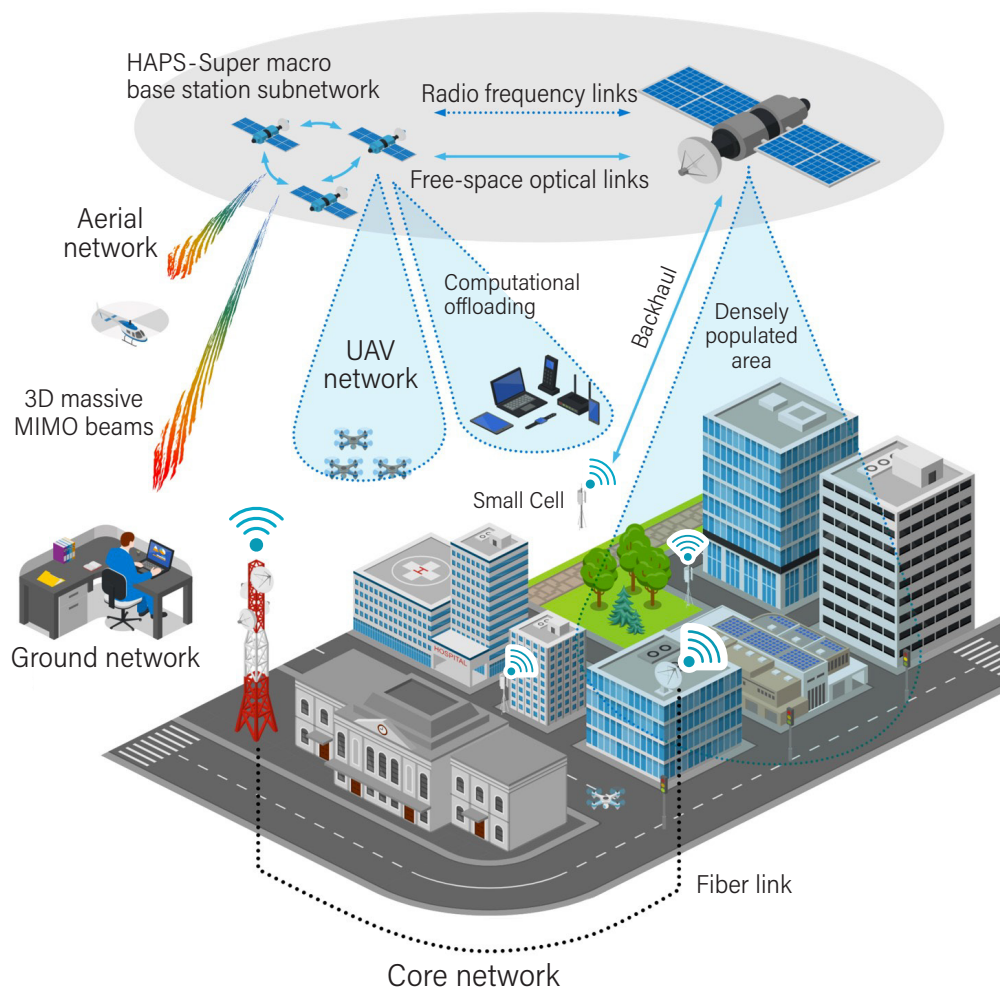 HAPS-Super macro
base station subnetwork
Radio frequency links
Free-space optical links
Aerial
network
Computational
offloading
Backhaul
Densely
populated
area
UAV
network
3D massive
MIMO beams
Small Cell
Ground network
HOSPITAL
H
Fiber link
Core network